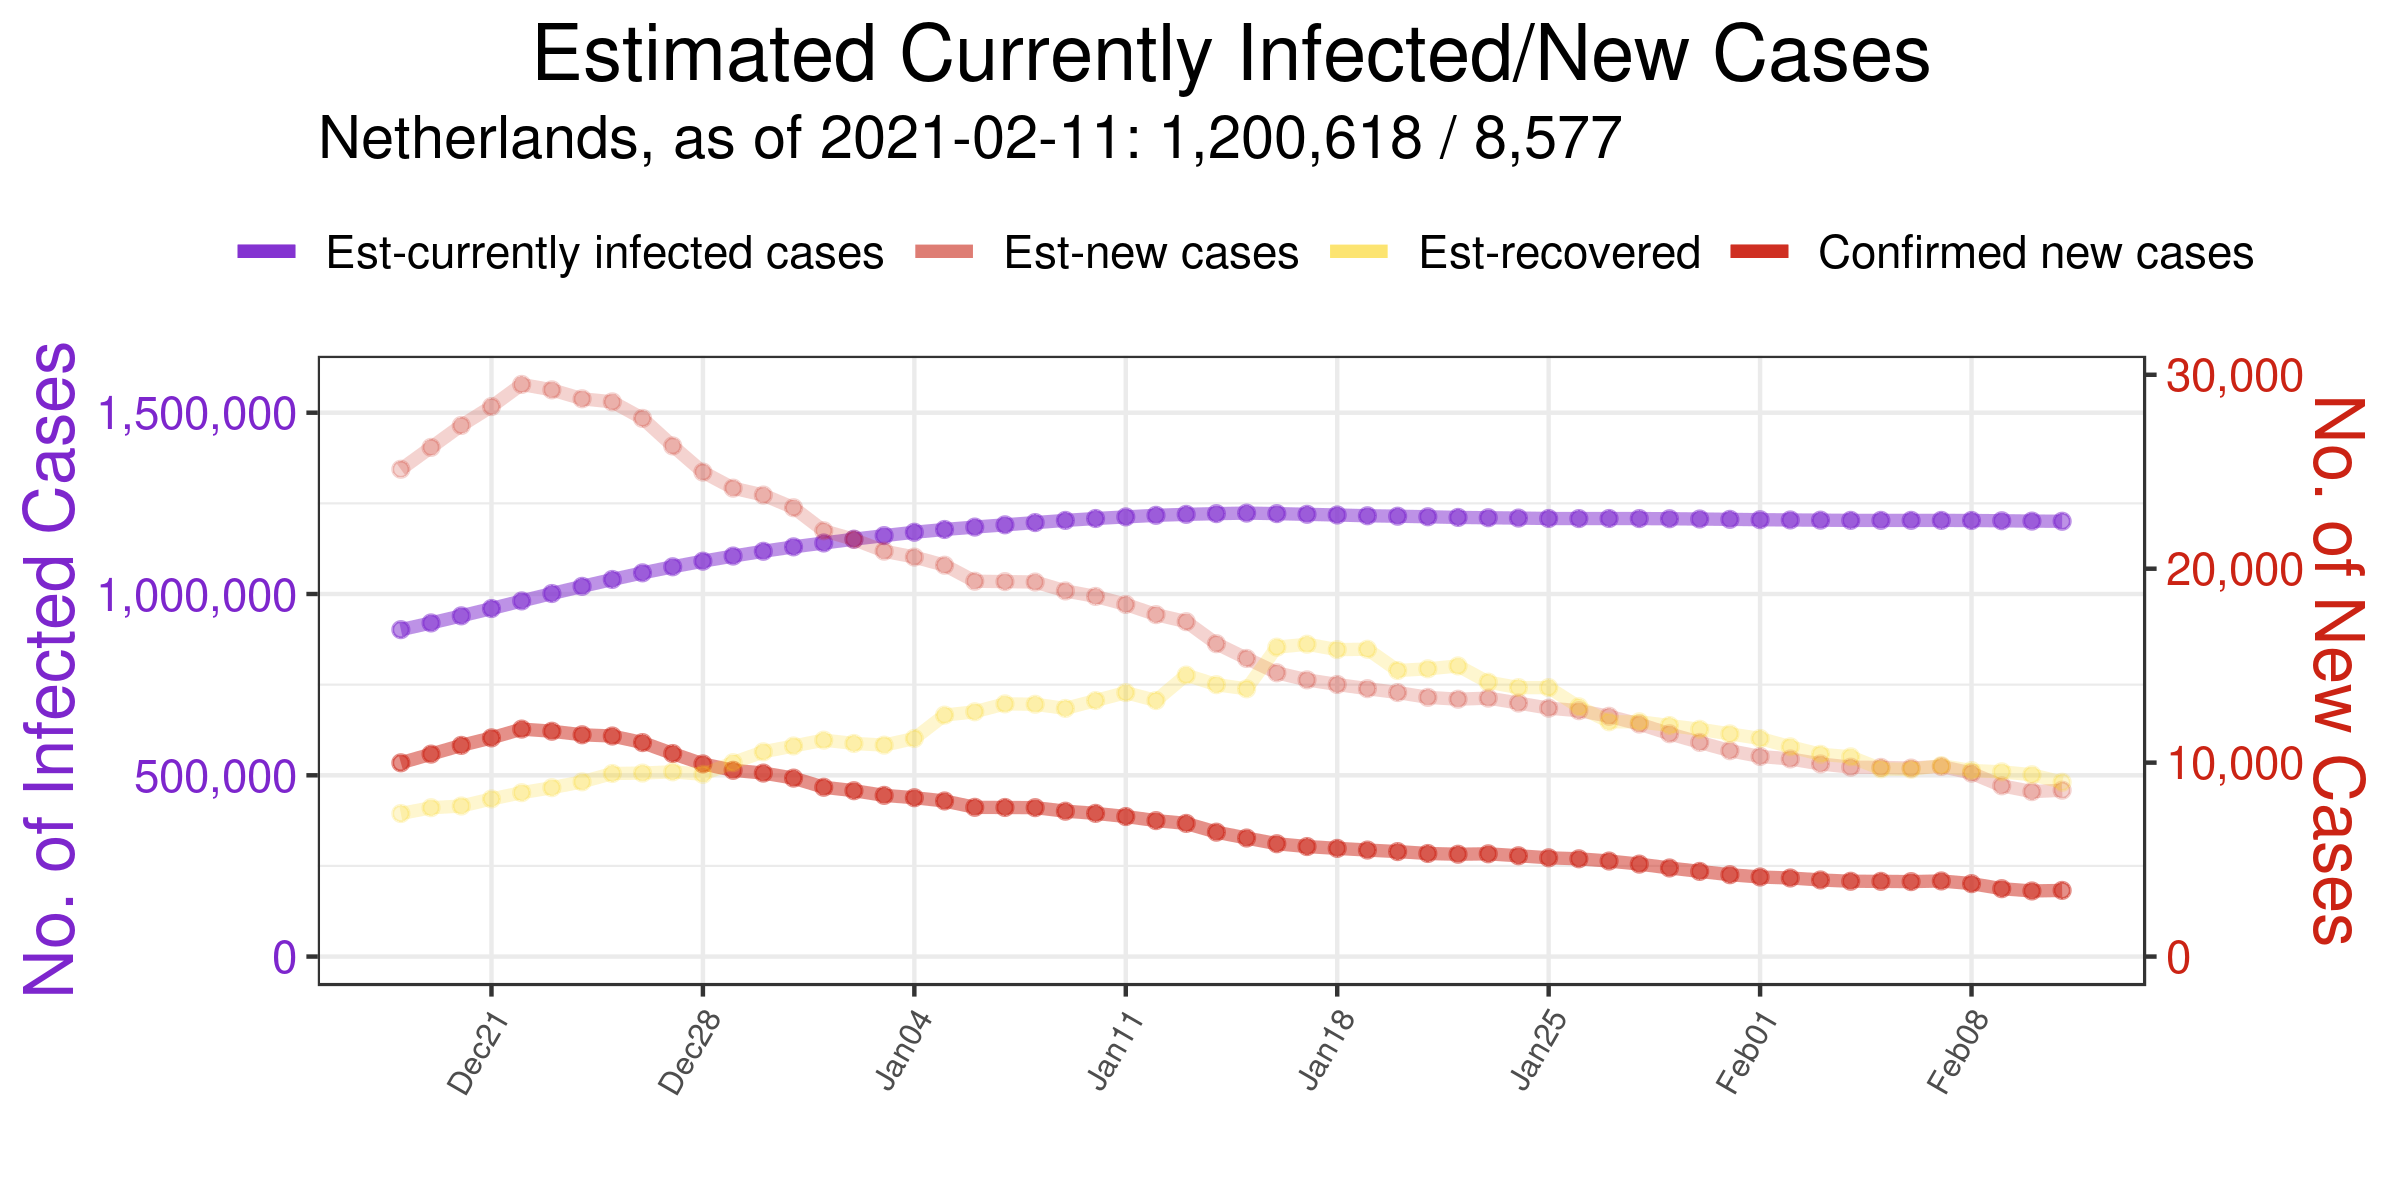 Estimated Currently Infected/New Cases
Netherlands, as of 2021-02-11: 1,200,618 / 8,577
Est-currently infected cases Est-new cases Est-recovered Confirmed new cases
No. of Infected Cases
1,500,000
1,000,000
500,000
0
30,000
20,000
10,000
0
No. of New Cases
Dec21 Dec28 Jan04 Jan11 Jan18 Jan25 Feb01 Feb08